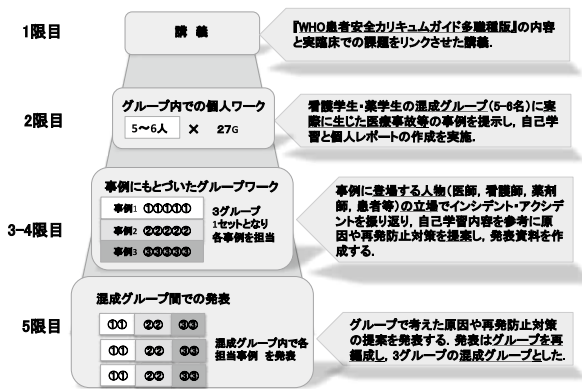 1限目
講 義
『WHO患者安全カリキュムガイド多職種版』の内容
と実臨床での課題をリンクさせた講義.
2限目
グループ内での個人ワーク
5～6人 × 27G
看護学生・薬学生の混成グループ(5-6名)に実
際に生じた医療事故等の事例を提示し，自己学
習と個人レポートの作成を実施.
3-4限目
事例にもとづいたグループワーク
事例1 ①①①①①
事例2 ②②②②②
事例3 ③③③③③
3グループ
1セットとなり
各事例を担当
事例に登場する人物(医師，看護師，薬剤
師，患者等)の立場でインシデント・アクシデ
ントを振り返り，自己学習内容を参考に原
因や再発防止対策を提案し，発表資料を作
成する.
5限目
混成グループ間での発表
①① ②② ③③
①① ②② ③③
①① ②② ③③
混成グループ内で各
担当事例 を発表
グループで考えた原因や再発防止対策
の提案を発表する. 発表はグループを再
編成し，3グループの混成グループとした.